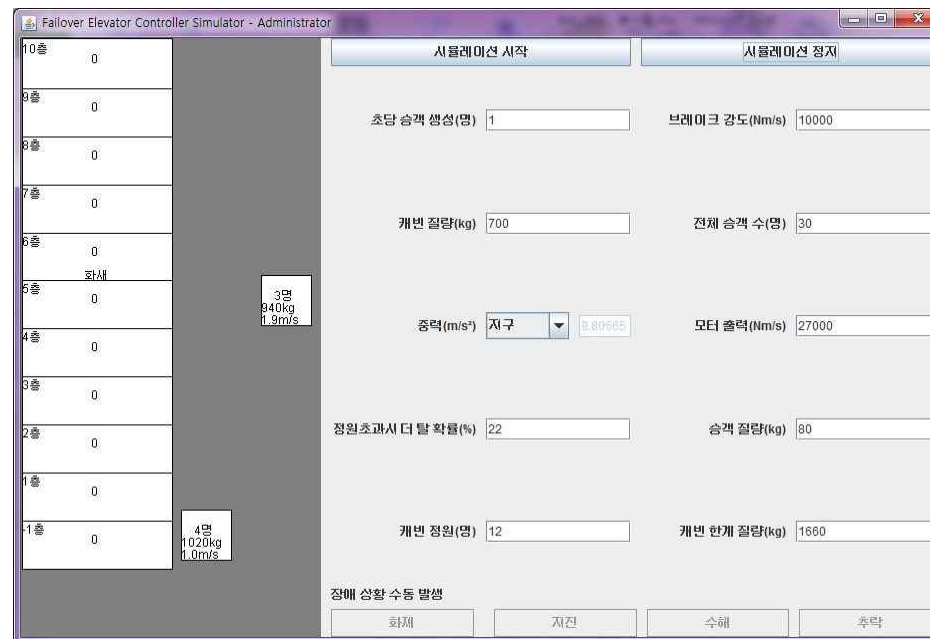 Failover Elevator Controller Simulator - Administrator
10층
0
9층
0
8층
0
7층
0
6층
0
화새
5층
0
4층
0
3층
0
2층
0
1층
0
-1층
0
3명
940kg
1.9m/s
4명
1020kg
1.0m/s
시뮬레이션 시작 시뮬레이션 정지
초당 승객 생성(명) 1 브레이크 강도(Nm/s) 10000
캐빈 질량(kg) 700 전체 승객 수(명) 30
중력(m/s²) 지구 9.80665 모터 출력(Nm/s) 27000
정원초과시 더 탈 확률(%) 22 승객 질량(kg) 80
캐빈 정원(명) 12 캐빈 한계 질량(kg) 1660
장애 상황 수동 발생
화재 지진 수해 추락